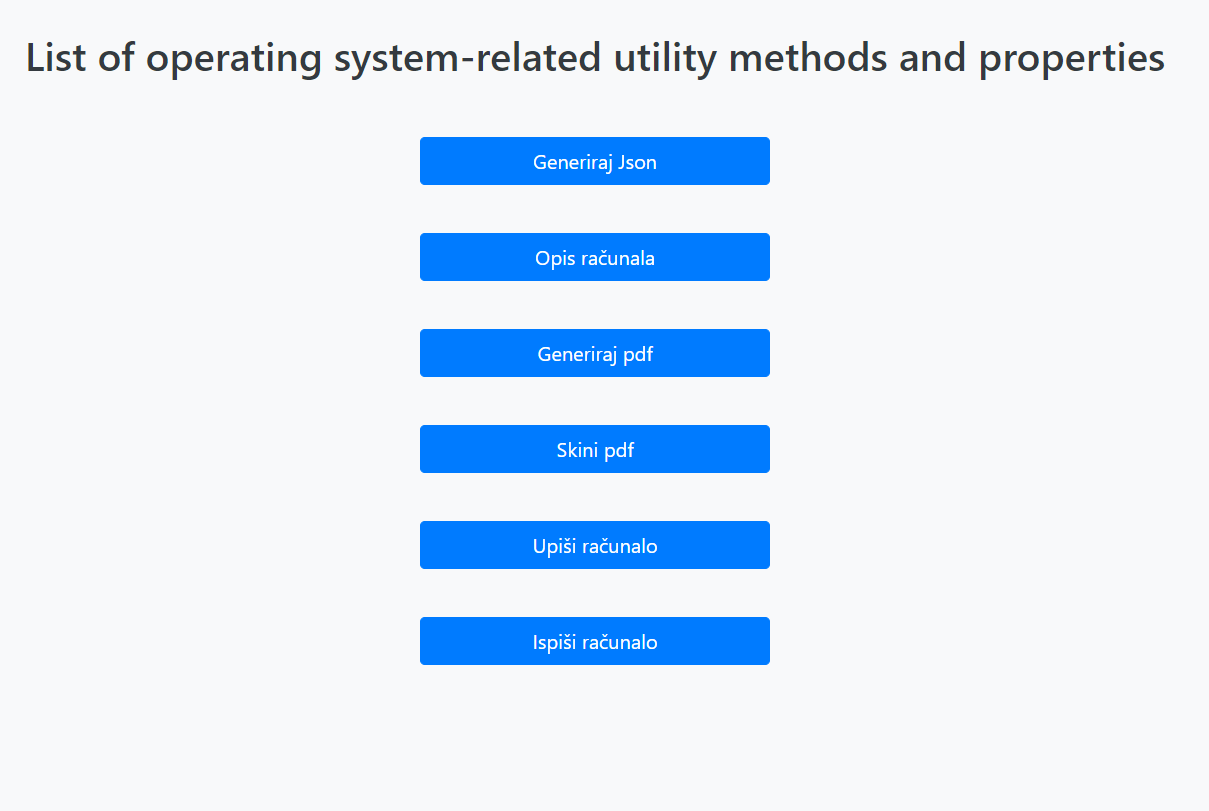 List of operating system-related utility methods and properties
Generiraj Json
Opis računala
Generiraj pdf
Skini pdf
Upiši računalo
Ispiši računalo